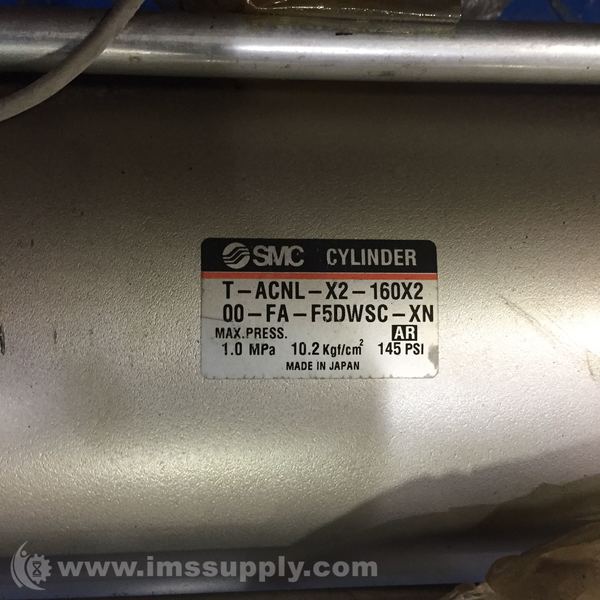 SMC CYLINDER
T-ACNL-X2-160X2
00-FA-F5DWSC-XN
MAX.PRESS. AR
1.0 MPa 10.2 Kgf/cm² 145 PSI
MADE IN JAPAN
www.imssupply.com